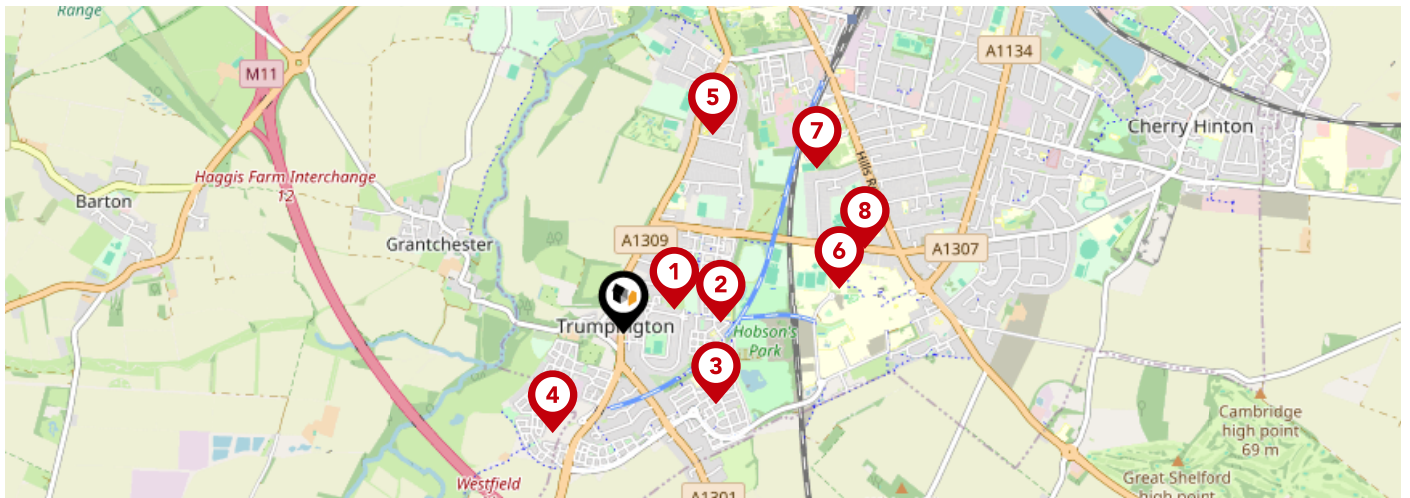 Range
M11
A1134
5
7
Cherry Hinton
Haggis Farm Interchange
12
Hills R
Barton
8
Grantchester
A1309
6
A1307
1
2
Trumpington
Hobson's
Park
3
4
Cambridge
high point
69 m
Great Shelford
high point
Westfield
A1301